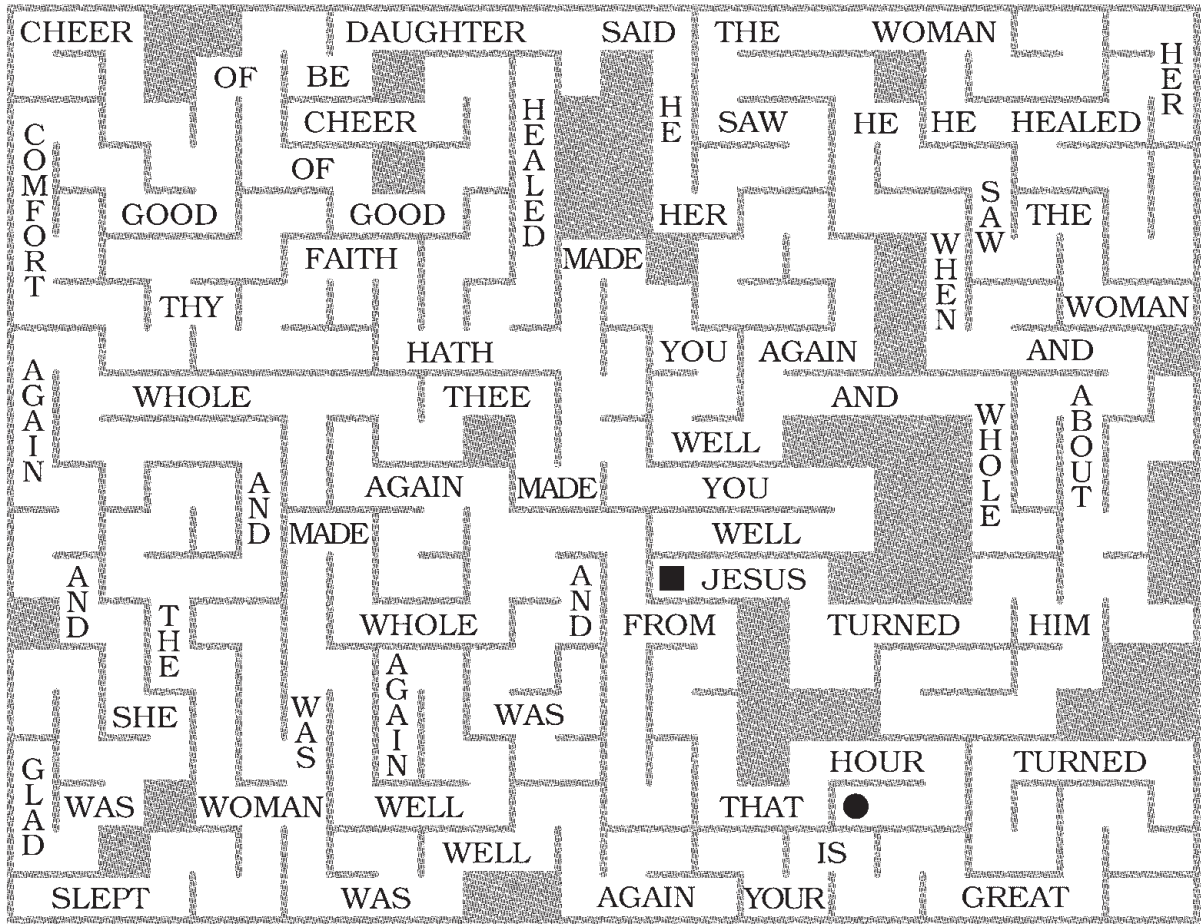 CHEER DAUGHTER SAID THE WOMAN
OF BE
HER
HEALED
HE
CHEER SAW HE HE HEALED
COMFORT
OF
GOOD GOOD HER SAW THE
FAITH MADE WHEN
THY WOMAN
HATH YOU AGAIN AND
AGAIN
WHOLE THEE AND
WHOLE
ABOUT
WELL
AND
AGAIN MADE YOU
MADE WELL
AND
AND
JESUS
THE
WHOLE FROM TURNED HIM
AGAIN
SHE
WAS
WAS
HOUR TURNED
GLAD
WAS WOMAN WELL THAT
WELL IS
SLEPT WAS AGAIN YOUR GREAT